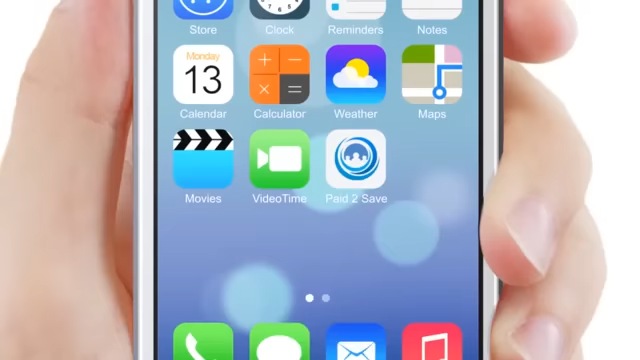 Store
Clock
Reminders
Notes
Monday
13
Calendar
Calculator
Weather
Maps
Movies
VideoTime
Paid 2 Save